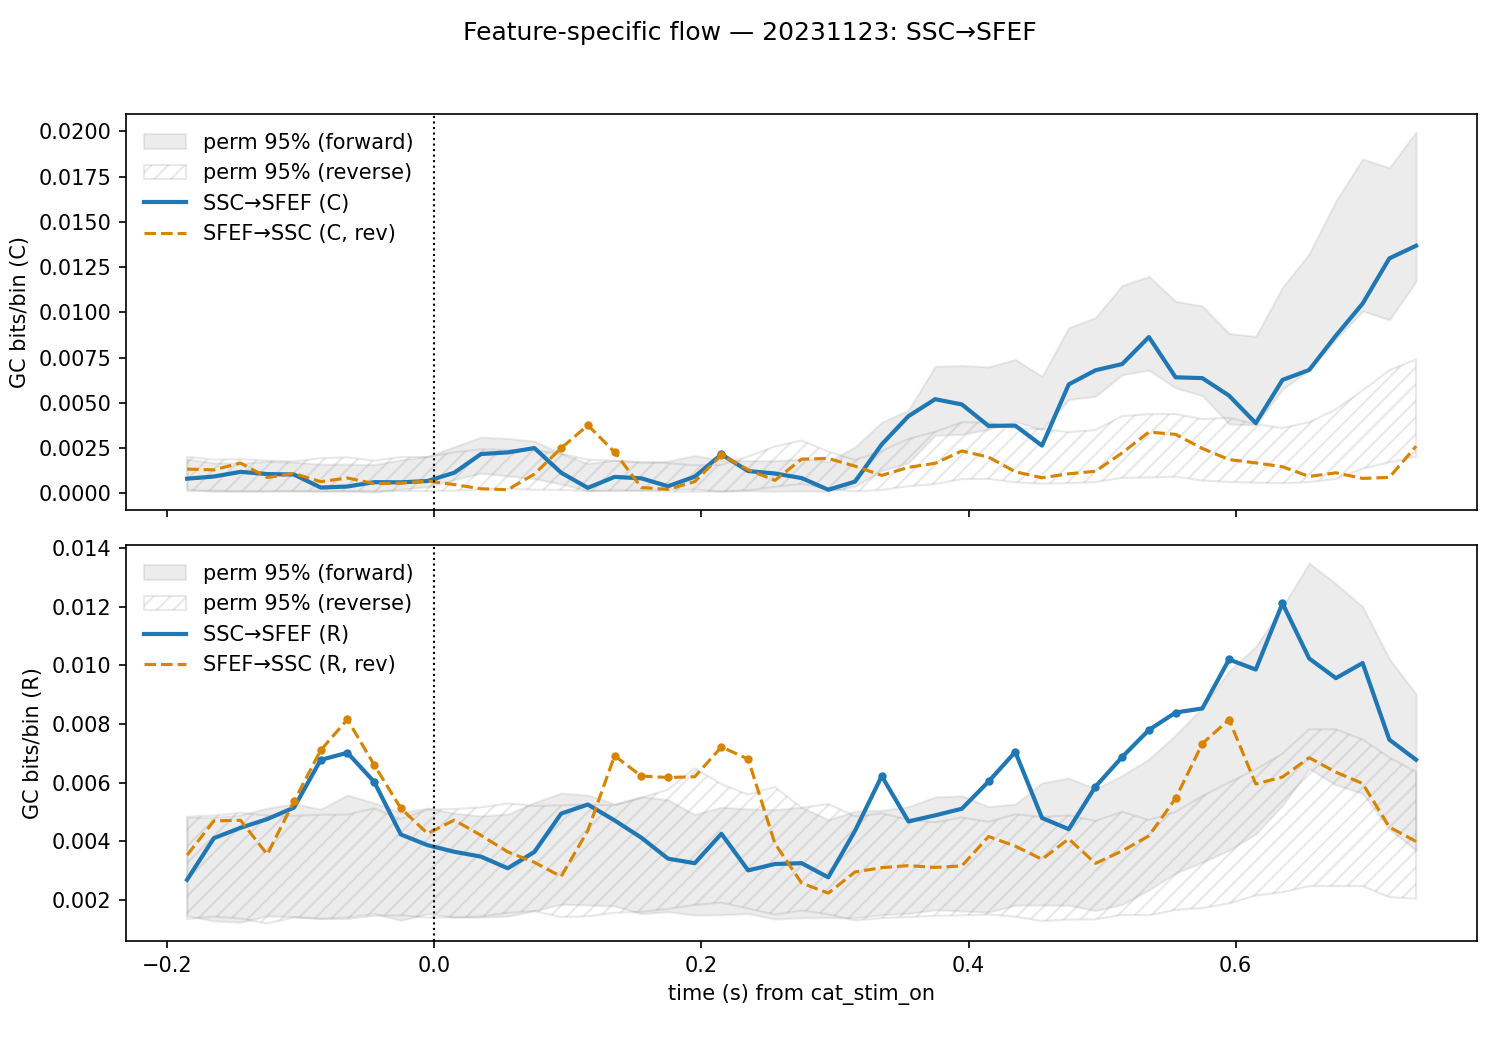 Feature-specific flow — 20231123: SSC→SFEF
GC bits/bin (C)
0.0200
0.0175
0.0150
0.0125
0.0100
0.0075
0.0050
0.0025
0.0000
perm 95% (forward)
perm 95% (reverse)
SSC→SFEF (C)
SFEF→SSC (C, rev)
GC bits/bin (R)
0.014
0.012
0.010
0.008
0.006
0.004
0.002
perm 95% (forward)
perm 95% (reverse)
SSC→SFEF (R)
SFEF→SSC (R, rev)
−0.2 0.0 0.2 0.4 0.6
time (s) from cat_stim_on